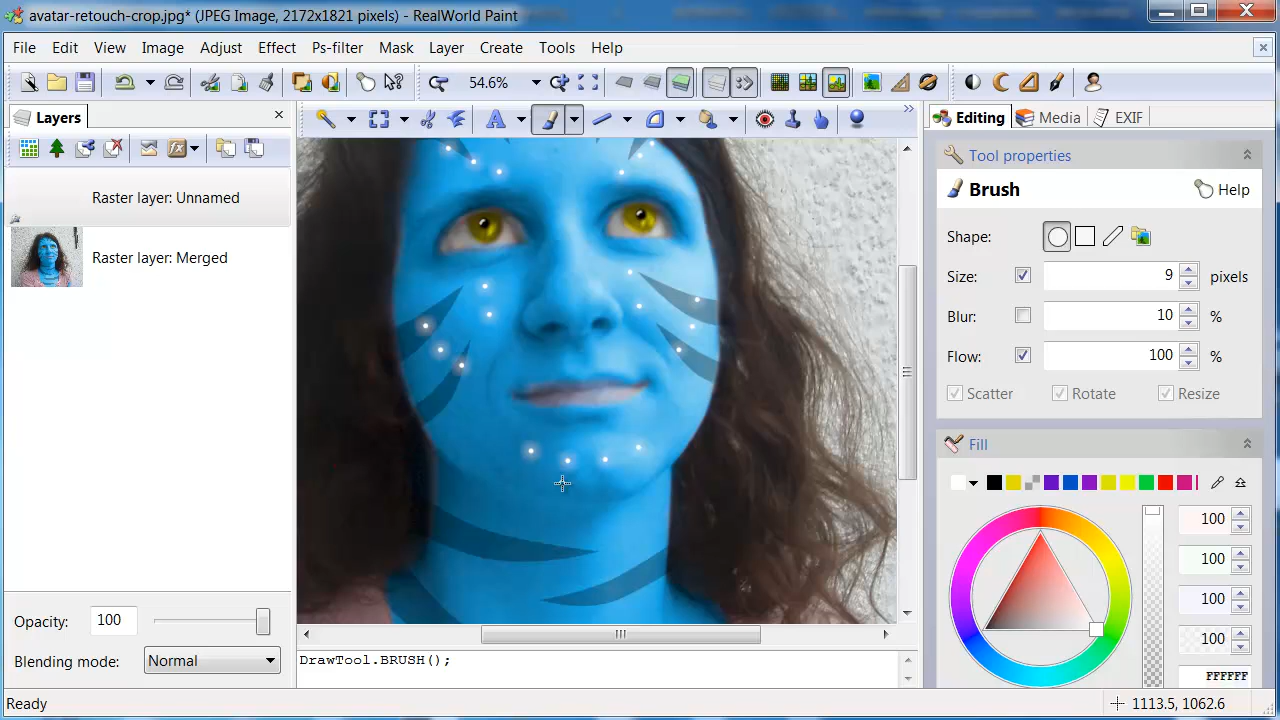 avatar-retouch-crop.jpg* (JPEG Image, 2172x1821 pixels) - RealWorld Paint
File Edit View Image Adjust Effect Ps-filter Mask Layer Create Tools Help
54.6%
Layers
Editing Media EXIF
Tool properties
Brush Help
Raster layer: Unnamed
Shape:
Raster layer: Merged
Size: 9 pixels
Blur: 10 %
Flow: 100 %
Scatter Rotate Resize
Fill
100
100
100
100
Opacity: 100
Blending mode: Normal
DrawTool.BRUSH();
FFFFFF
Ready
1113.5, 1062.6